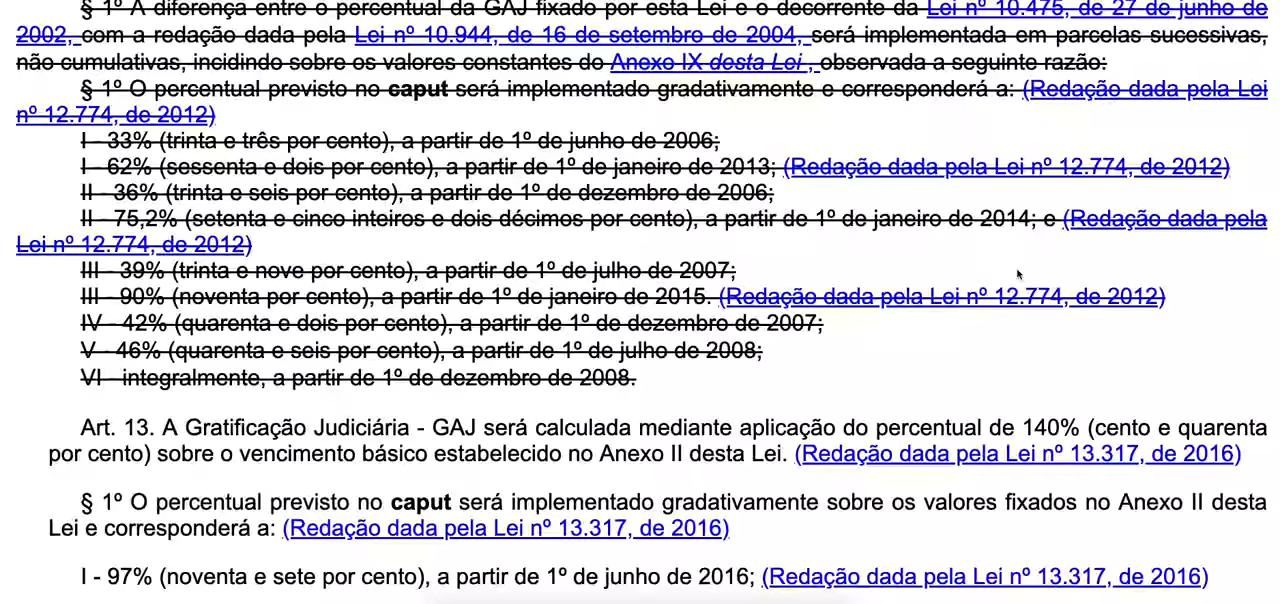 § 1º A diferença entre o percentual da GAJ fixado por esta Lei e o decorrente da Lei nº 10.475, de 27 de junho de
2002, com a redação dada pela Lei nº 10.944, de 16 de setembro de 2004, será implementada em parcelas sucessivas,
não cumulativas, incidindo sobre os valores constantes do Anexo IX desta Lei , observada a seguinte razão:
§ 1º O percentual previsto no caput será implementado gradativamente e corresponderá a: (Redação dada pela Lei
nº 12.774, de 2012)
I - 33% (trinta e três por cento), a partir de 1º de junho de 2006;
I - 62% (sessenta e dois por cento), a partir de 1º de janeiro de 2013; (Redação dada pela Lei nº 12.774, de 2012)
II - 36% (trinta e seis por cento), a partir de 1º de dezembro de 2006;
II - 75,2% (setenta e cinco inteiros e dois décimos por cento), a partir de 1º de janeiro de 2014; e (Redação dada pela
Lei nº 12.774, de 2012)
III - 39% (trinta e nove por cento), a partir de 1º de julho de 2007;
III - 90% (noventa por cento), a partir de 1º de janeiro de 2015. (Redação dada pela Lei nº 12.774, de 2012)
IV - 42% (quarenta e dois por cento), a partir de 1º de dezembro de 2007;
V - 46% (quarenta e seis por cento), a partir de 1º de julho de 2008;
VI - integralmente, a partir de 1º de dezembro de 2008.
Art. 13. A Gratificação Judiciária - GAJ será calculada mediante aplicação do percentual de 140% (cento e quarenta
por cento) sobre o vencimento básico estabelecido no Anexo II desta Lei. (Redação dada pela Lei nº 13.317, de 2016)
§ 1º O percentual previsto no caput será implementado gradativamente sobre os valores fixados no Anexo II desta
Lei e corresponderá a: (Redação dada pela Lei nº 13.317, de 2016)
I - 97% (noventa e sete por cento), a partir de 1º de junho de 2016; (Redação dada pela Lei nº 13.317, de 2016)